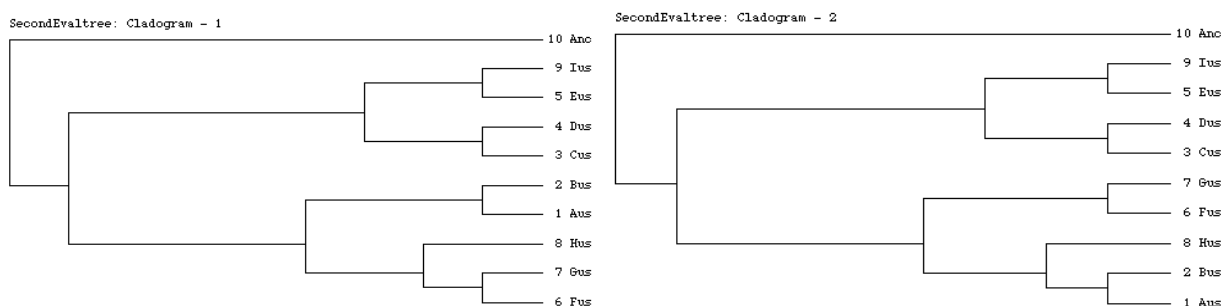 SecondEvaltree: Cladogram - 1
10 Anc
9 Ius
5 Eus
4 Dus
3 Cus
2 Bus
1 Aus
8 Hus
7 Gus
6 Fus
SecondEvaltree: Cladogram - 2
10 Anc
9 Ius
5 Eus
4 Dus
3 Cus
7 Gus
6 Fus
8 Hus
2 Bus
1 Aus